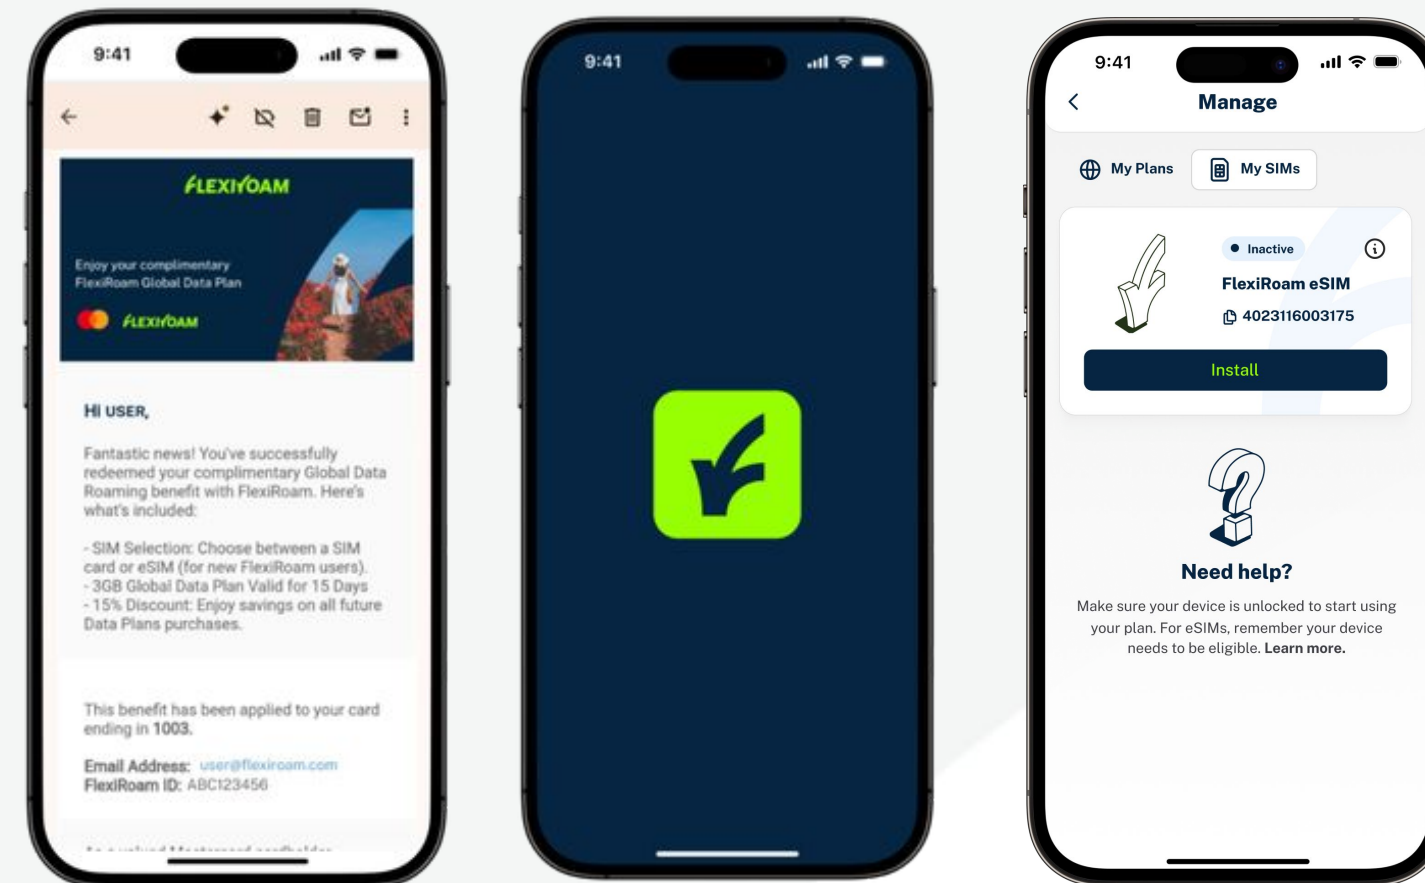 9:41
FLEXIROAM
Enjoy your complimentary
FlexiRoam Global Data Plan
FLEXIROAM
Hi USER,
Fantastic news! You've successfully
redeemed your complimentary Global Data
Roaming benefit with FlexiRoam. Here's
what's included:
- SIM Selection: Choose between a SIM
card or eSIM (for new FlexiRoam users).
- 3GB Global Data Plan Valid for 15 Days
- 15% Discount: Enjoy savings on all future
Data Plans purchases.
This benefit has been applied to your card
ending in 1003.
Email Address: user@flexiroam.com
FlexiRoam ID: ABC123456
9:41
9:41
Manage
My Plans
My SIMs
Inactive
FlexiRoam eSIM
4023116003175
Install
Need help?
Make sure your device is unlocked to start using
your plan. For eSIMs, remember your device
needs to be eligible. Learn more.